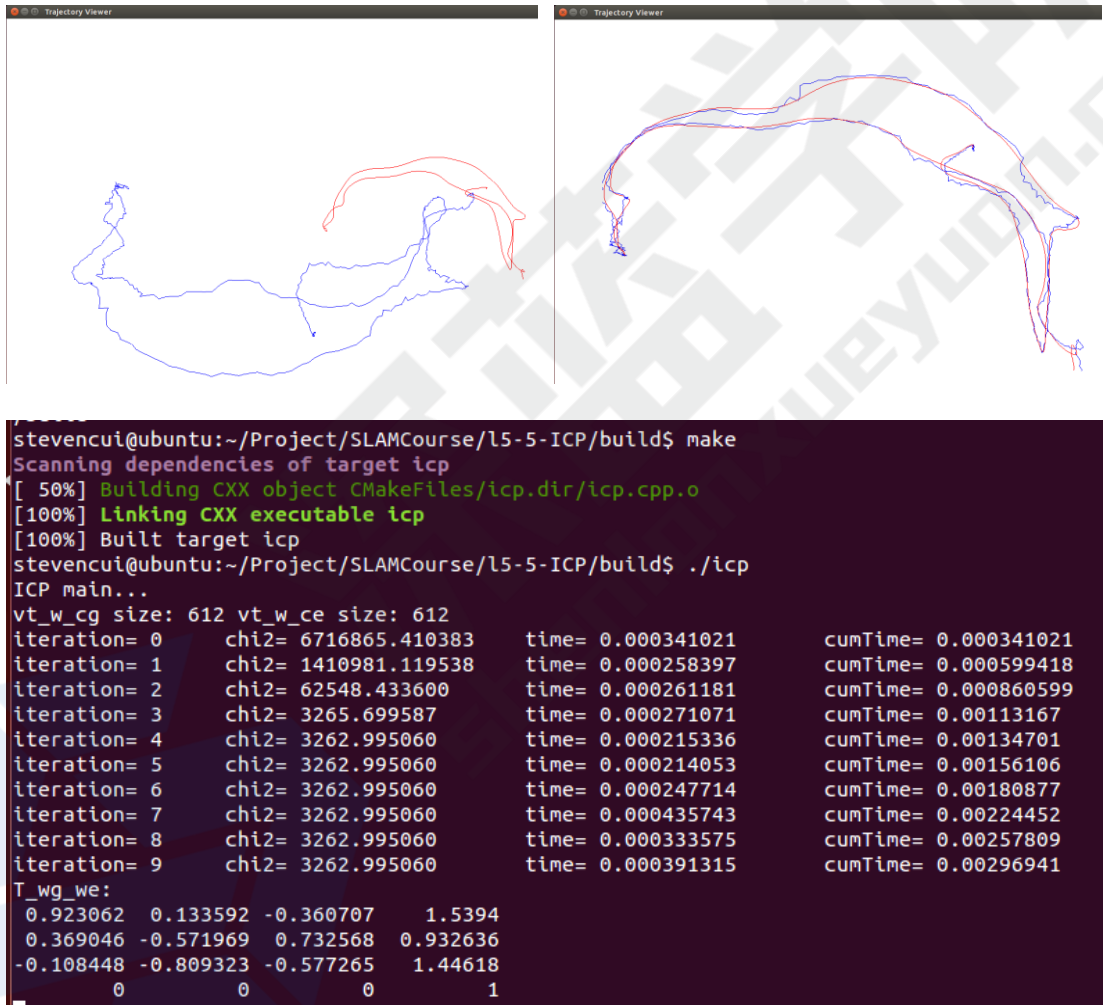 Trajectory Viewer
Trajectory Viewer
stevencui@ubuntu:~/Project/SLAMCourse/l5-5-ICP/build$ make
Scanning dependencies of target icp
[ 50%] Building CXX object CMakeFiles/icp.dir/icp.cpp.o
[100%] Linking CXX executable icp
[100%] Built target icp
stevencui@ubuntu:~/Project/SLAMCourse/l5-5-ICP/build$ ./icp
ICP main...
vt_w_cg size: 612 vt_w_ce size: 612
iteration= 0 chi2= 6716865.410383 time= 0.000341021 cumTime= 0.000341021
iteration= 1 chi2= 1410981.119538 time= 0.000258397 cumTime= 0.000599418
iteration= 2 chi2= 62548.433600 time= 0.000261181 cumTime= 0.000860599
iteration= 3 chi2= 3265.699587 time= 0.000271071 cumTime= 0.00113167
iteration= 4 chi2= 3262.995060 time= 0.000215336 cumTime= 0.00134701
iteration= 5 chi2= 3262.995060 time= 0.000214053 cumTime= 0.00156106
iteration= 6 chi2= 3262.995060 time= 0.000247714 cumTime= 0.00180877
iteration= 7 chi2= 3262.995060 time= 0.000435743 cumTime= 0.00224452
iteration= 8 chi2= 3262.995060 time= 0.000333575 cumTime= 0.00257809
iteration= 9 chi2= 3262.995060 time= 0.000391315 cumTime= 0.00296941
T_wg_we:
0.923062 0.133592 -0.360707 1.5394
0.369046 -0.571969 0.732568 0.932636
-0.108448 -0.809323 -0.577265 1.44618
0 0 0 1